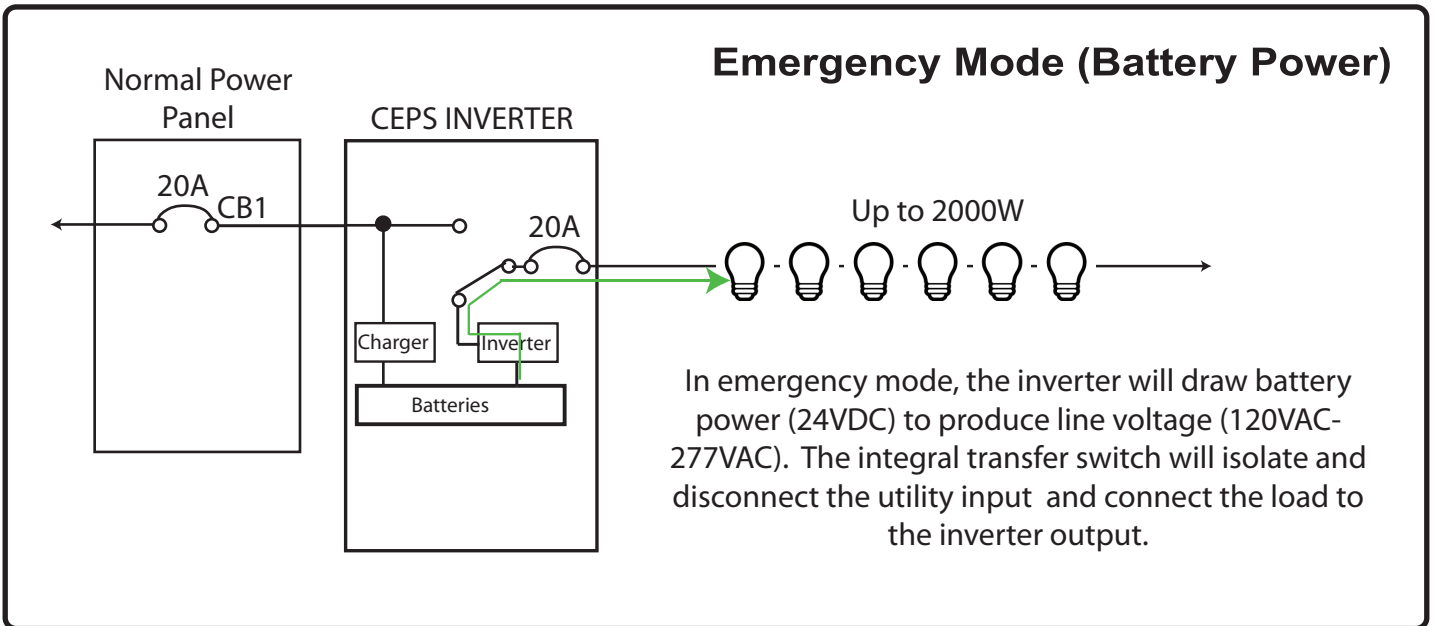 Emergency Mode (Battery Power)
Normal Power
Panel
CEPS INVERTER
20A
CB1
20A
Up to 2000W
Charger
Inverter
Batteries
In emergency mode, the inverter will draw battery
power (24VDC) to produce line voltage (120VAC-
277VAC).  The integral transfer switch will isolate and
disconnect the utility input  and connect the load to
the inverter output.